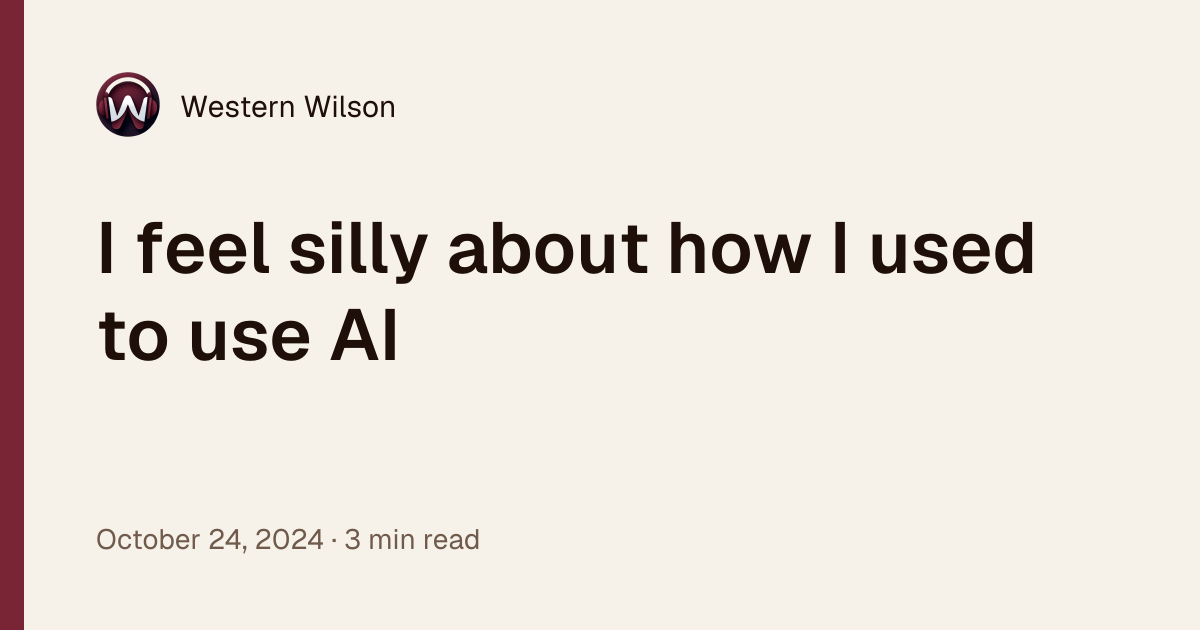 W
Western Wilson
I feel silly about how I used
to use AI
October 24, 2024 · 3 min read